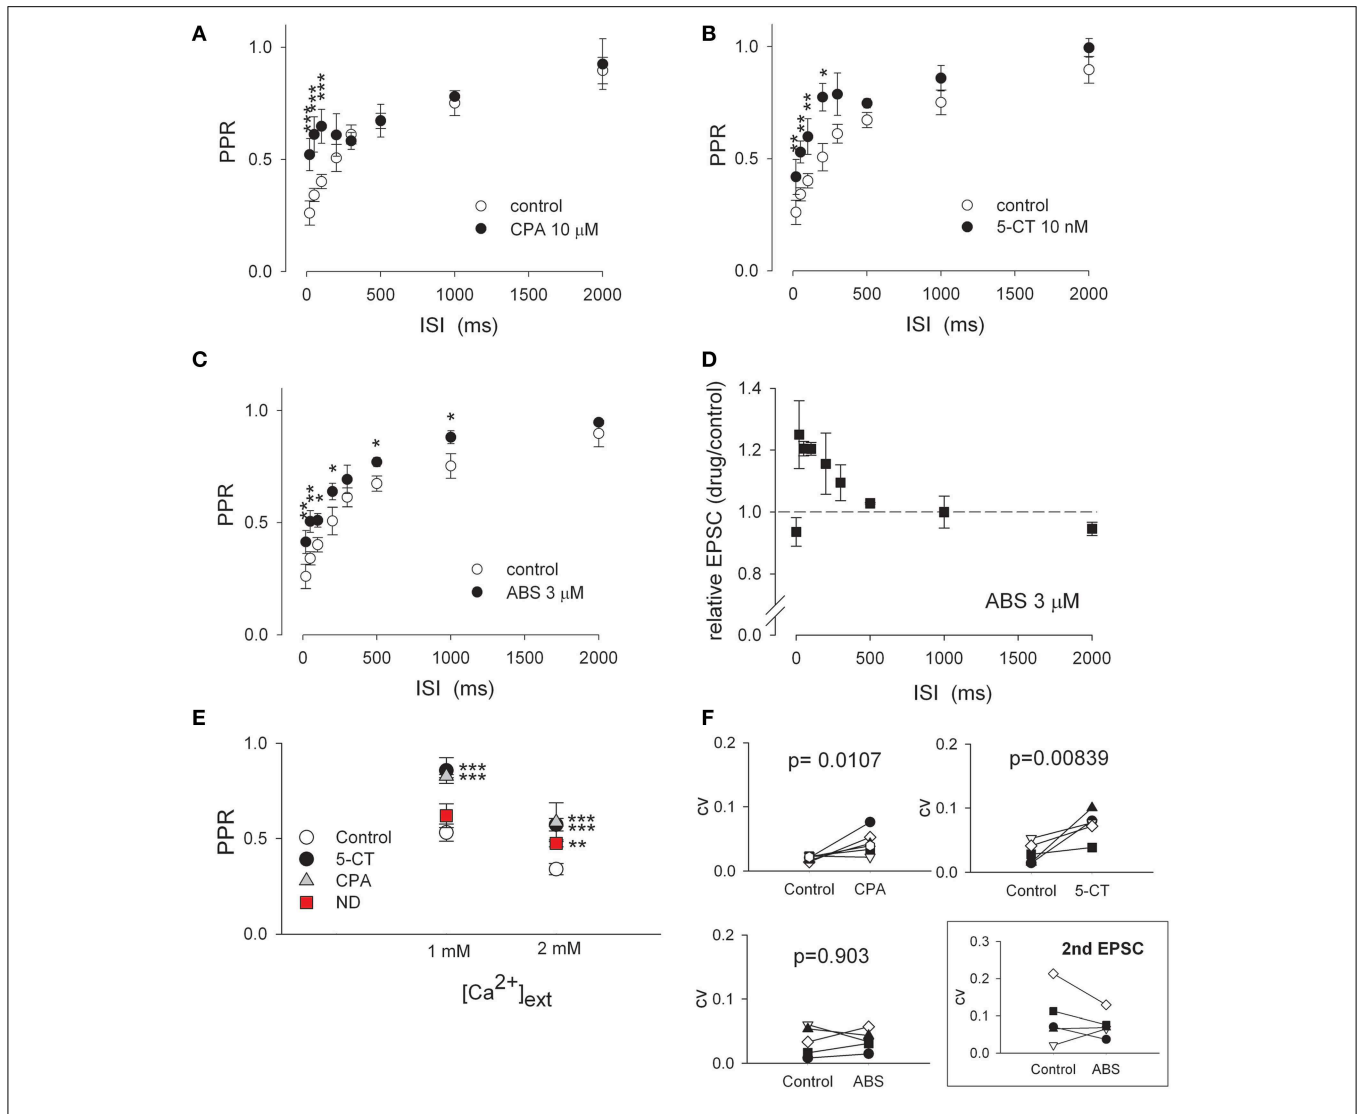 A
PPR
1.0
0.5
0.0
***
***
***
control
CPA 10 μM
0 500 1000 1500 2000
ISI (ms)
B
PPR
1.0
0.5
0.0
**
**
**
*
control
5-CT 10 nM
0 500 1000 1500 2000
ISI (ms)
C
PPR
1.0
0.5
0.0
**
**
*
*
*
*
control
ABS 3 μM
0 500 1000 1500 2000
ISI (ms)
D
relative EPSC (drug/control)
1.4
1.2
1.0
0.8
0.0
ABS 3 μM
0 500 1000 1500 2000
ISI (ms)
E
PPR
1.0
0.5
0.0
***
***
***
***
**
Control
5-CT
CPA
ND
1 mM 2 mM
[Ca2+]ext
F
cv
0.2
0.1
0.0
p= 0.0107
Control CPA
cv
0.2
0.1
0.0
p=0.00839
Control 5-CT
cv
0.2
0.1
0.0
p=0.903
Control ABS
cv
0.3
0.2
0.1
0.0
2nd EPSC
Control ABS